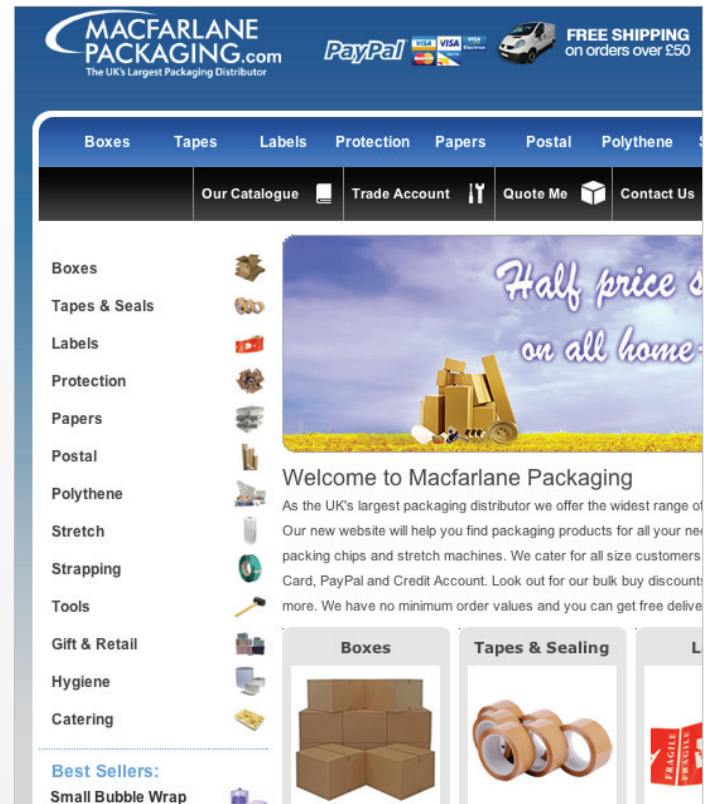 MACFARLANE
PACKAGING.com
The UK's Largest Packaging Distributor
PayPal VISA VISA VISA Electron
FREE SHIPPING
on orders over £50
Boxes Tapes Labels Protection Papers Postal Polythene
Our Catalogue Trade Account Quote Me Contact Us
Boxes
Tapes & Seals
Labels
Protection
Papers
Postal
Polythene
Stretch
Strapping
Tools
Gift & Retail
Hygiene
Catering
Best Sellers:
Small Bubble Wrap
Half price s
on all home-
Welcome to Macfarlane Packaging
As the UK's largest packaging distributor we offer the widest range of
Our new website will help you find packaging products for all your nee
packing chips and stretch machines. We cater for all size customers
Card, PayPal and Credit Account. Look out for our bulk buy discounts
more. We have no minimum order values and you can get free delive
Boxes Tapes & Sealing L
FRAGILE
FRAGILE